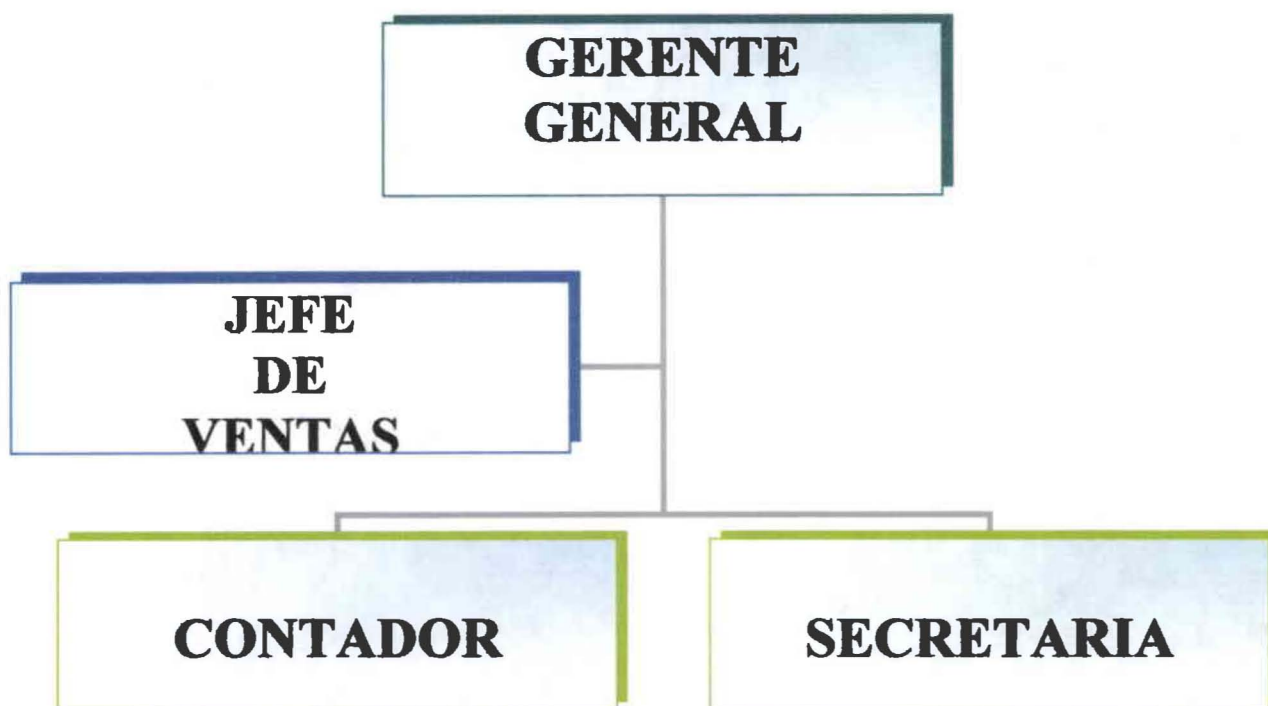 GERENTE
GENERAL
JEFE
DE
VENTAS
CONTADOR
SECRETARIA